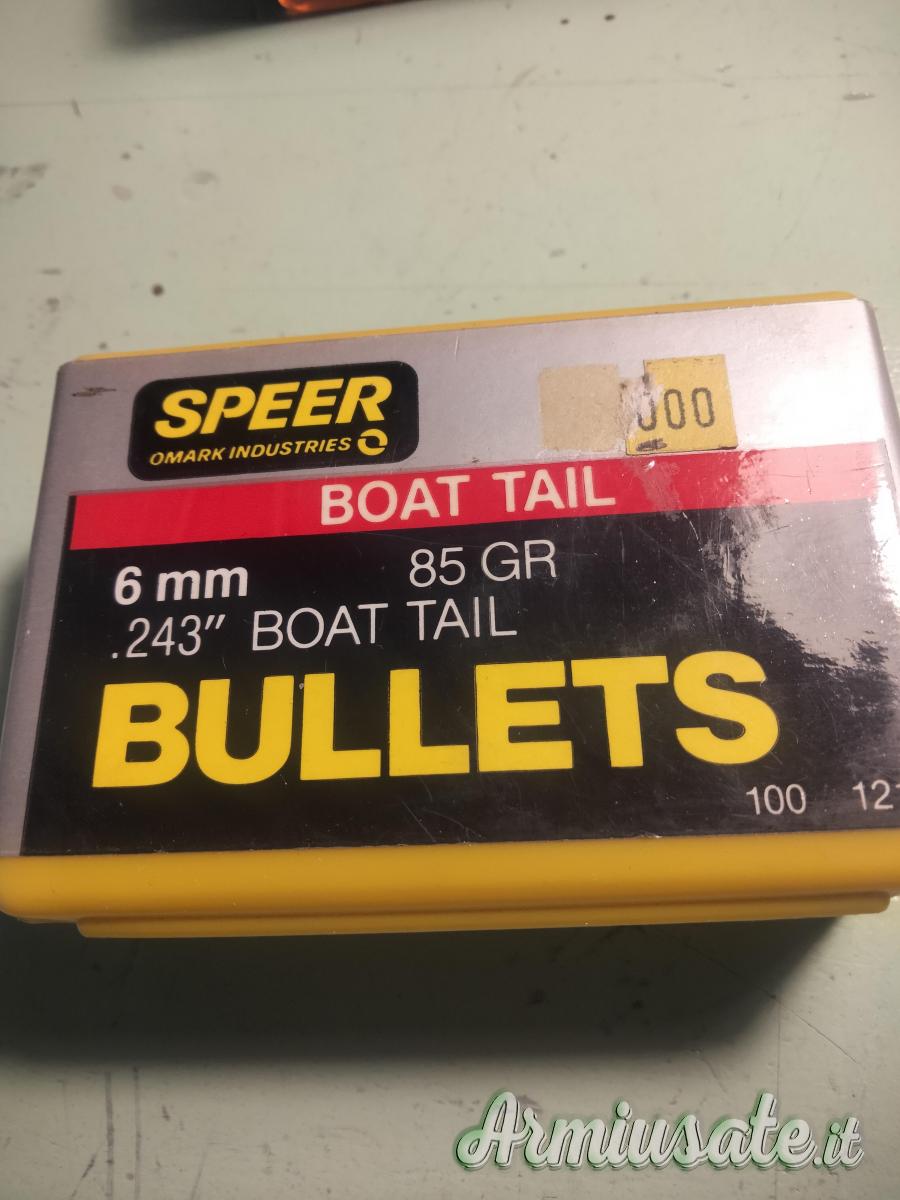 SPEER
OMARK INDUSTRIES
000
BOAT TAIL
6 mm 85 GR
.243" BOAT TAIL
BULLETS
100
Armiusate.it